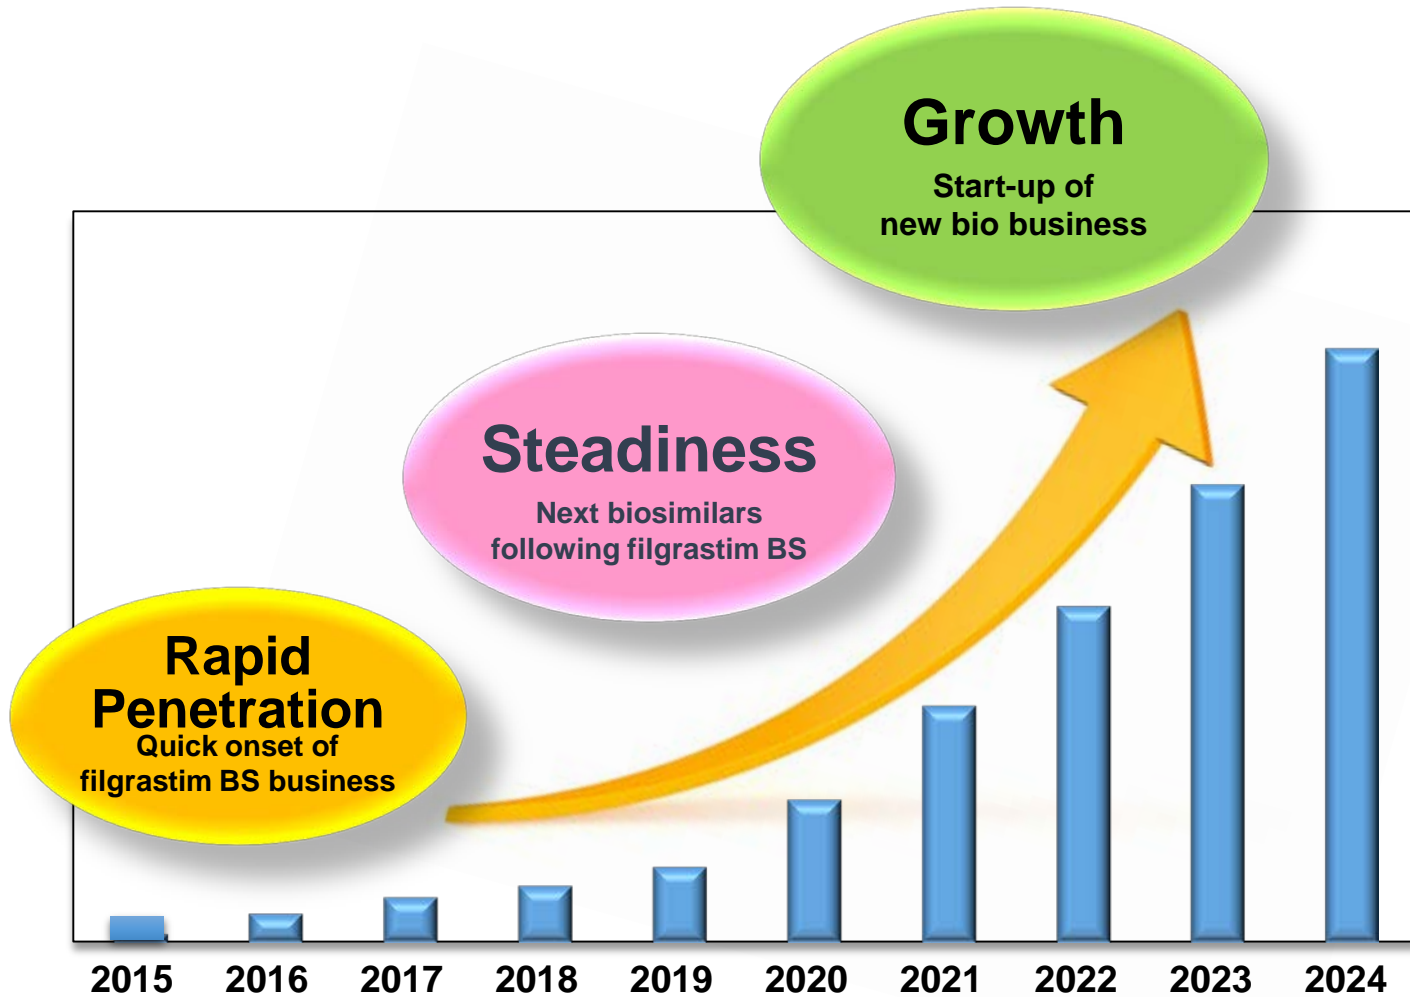 Growth
Start-up of
new bio business
Steadiness
Next biosimilars
following filgrastim BS
Rapid
Penetration
Quick onset of
filgrastim BS business
2015 2016 2017 2018 2019 2020 2021 2022 2023 2024